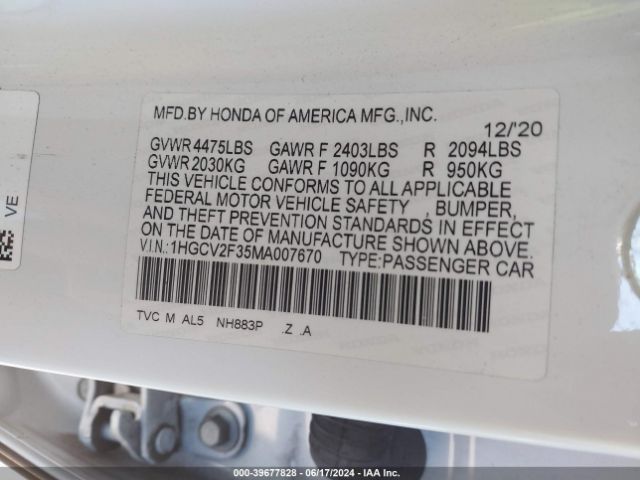 MFD.BY HONDA OF AMERICA MFG.,INC.
12/'20
GVWR 4475LBS GAWR F 2403LBS R 2094LBS
GVWR 2030KG GAWR F 1090KG R 950KG
THIS VEHICLE CONFORMS TO ALL APPLICABLE
FEDERAL MOTOR VEHICLE SAFETY , BUMPER,
AND THEFT PREVENTION STANDARDS IN EFFECT
ON THE DATE OF MANUFACTURE SHOWN ABOVE.
V.I.N.: 1HGCV2F35MA007670 TYPE:PASSENGER CAR
TVC M AL5 NH883P .Z .A
VE
000-39677828 - 06/17/2024 - IAA Inc.